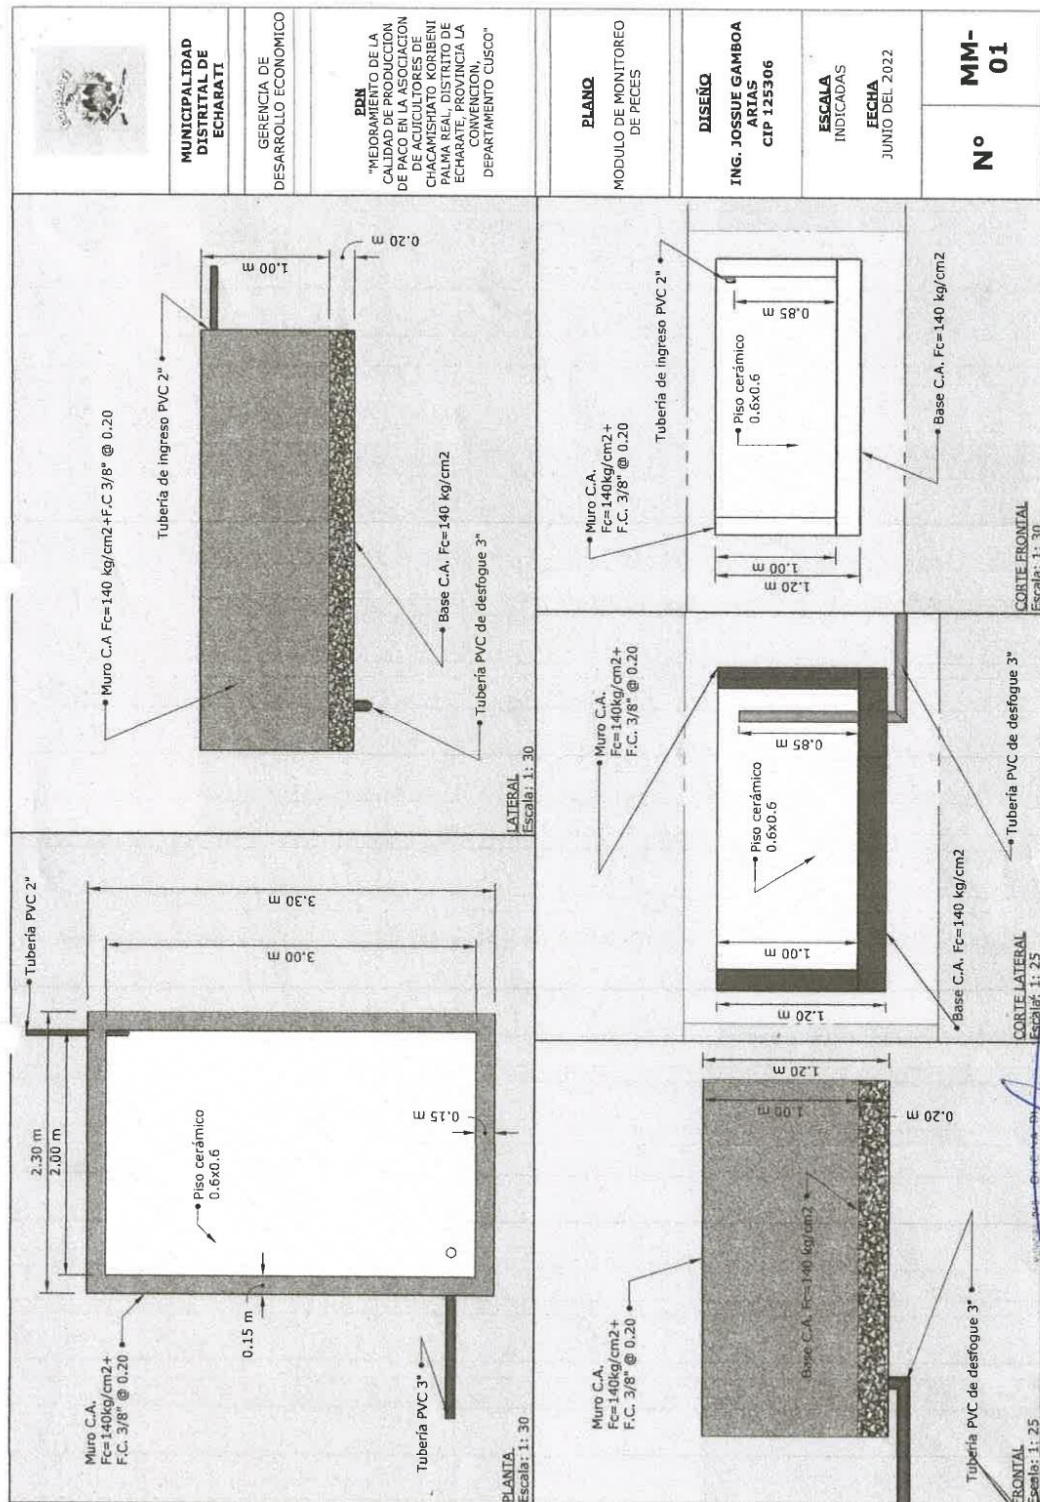 Tubería PVC 2"
2.30 m
2.00 m
Muro C.A.
Fc=140kg/cm2+
F.C. 3/8" @ 0.20
Piso cerámico
0.6x0.6
0.15 m
0.15 m
3.00 m
3.30 m
Tubería PVC 3"
PLANTA
Escala: 1: 30
Muro C.A Fc=140 kg/cm2+F.C 3/8" @ 0.20
Tubería de ingreso PVC 2"
1.00 m
0.20 m
Base C.A. Fc=140 kg/cm2
Tubería PVC de desfogue 3"
LATERAL
Escala: 1: 30
Muro C.A.
Fc=140kg/cm2+
F.C. 3/8" @ 0.20
1.00 m
1.20 m
Base C.A. Fc=140 kg/cm2
0.20 m
Tubería PVC de desfogue 3"
FRONTAL
Escala: 1: 25
Muro C.A.
Fc=140kg/cm2+
F.C. 3/8" @ 0.20
1.20 m
1.00 m
Piso cerámico
0.6x0.6
0.85 m
Base C.A. Fc=140 kg/cm2
Tubería PVC de desfogue 3"
CORTE LATERAL
Escala: 1: 25
Muro C.A.
Fc=140kg/cm2+
F.C. 3/8" @ 0.20
Tubería de ingreso PVC 2"
1.20 m
1.00 m
Piso cerámico
0.6x0.6
0.85 m
Base C.A. Fc=140 kg/cm2
CORTE FRONTAL
Escala: 1: 30
MUNICIPALIDAD
DISTRITAL DE
ECHARATI
GERENCIA DE
DESARROLLO ECONOMICO
PDN
"MEJORAMIENTO DE LA
CALIDAD DE PRODUCCION
DE PACO EN LA ASOCIACION
DE ACUICULTORES DE
CHACAMISHIATO KORIBENI
PALMA REAL, DISTRITO DE
ECHARATE, PROVINCIA LA
CONVENCION,
DEPARTAMENTO CUSCO"
PLANO
MODULO DE MONITOREO
DE PECES
DISEÑO
ING. JOSSUE GAMBOA
ARIAS
CIP 125306
ESCALA
INDICADAS
FECHA
JUNIO DEL 2022
N°
MM-
01